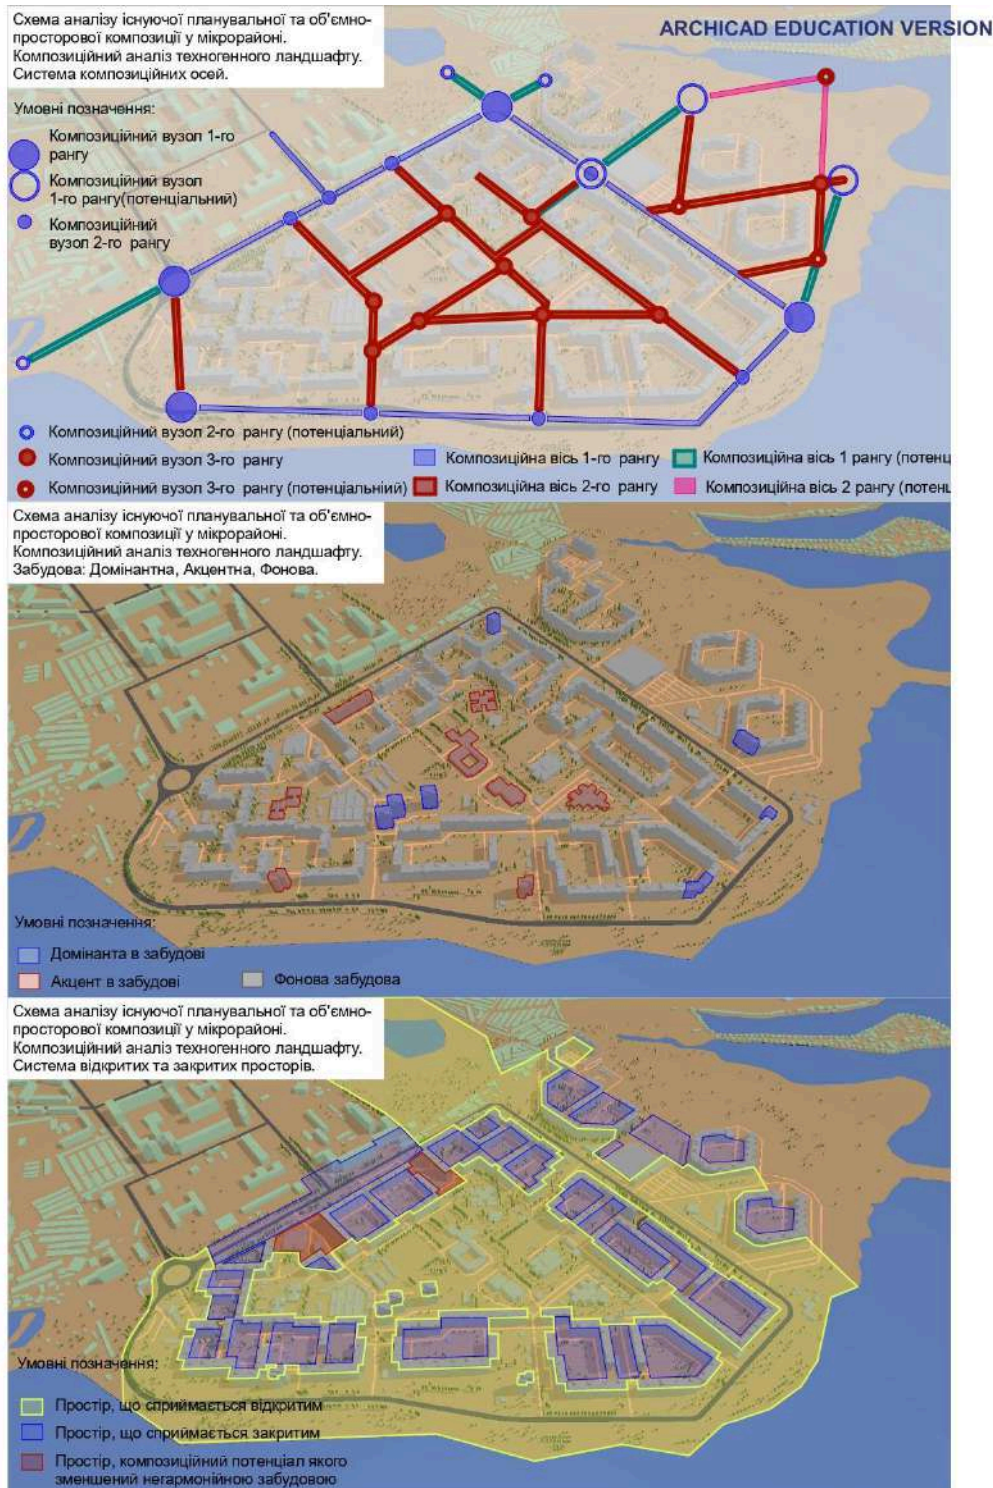 Схема аналізу існуючої планувальної та об'ємно-
просторової композиції у мікрорайоні.
Композиційний аналіз техногенного ландшафту.
Система композиційних осей.
ARCHICAD EDUCATION VERSION
Умовні позначення:
Композиційний вузол 1-го
рангу
Композиційний вузол
1-го рангу(потенціальний)
Композиційний
вузол 2-го рангу
Композиційний вузол 2-го рангу (потенціальний)
Композиційний вузол 3-го рангу
Композиційна вісь 1-го рангу
Композиційна вісь 1 рангу (потенц
Композиційний вузол 3-го рангу (потенціальніий)
Композиційна вісь 2-го рангу
Композиційна вісь 2 рангу (потенц
Схема аналізу існуючої планувальної та об'ємно-
просторової композиції у мікрорайоні.
Композиційний аналіз техногенного ландшафту.
Забудова: Домінантна, Акцентна, Фонова.
Умовні позначення:
Домінанта в забудові
Акцент в забудові
Фонова забудова
Схема аналізу існуючої планувальної та об'ємно-
просторової композиції у мікрорайоні.
Композиційний аналіз техногенного ландшафту.
Система відкритих та закритих просторів.
Умовні позначення:
Простір, що сприймається відкритим
Простір, що сприймається закритим
Простір, композиційний потенціал якого
зменшений негармонійною забудовою